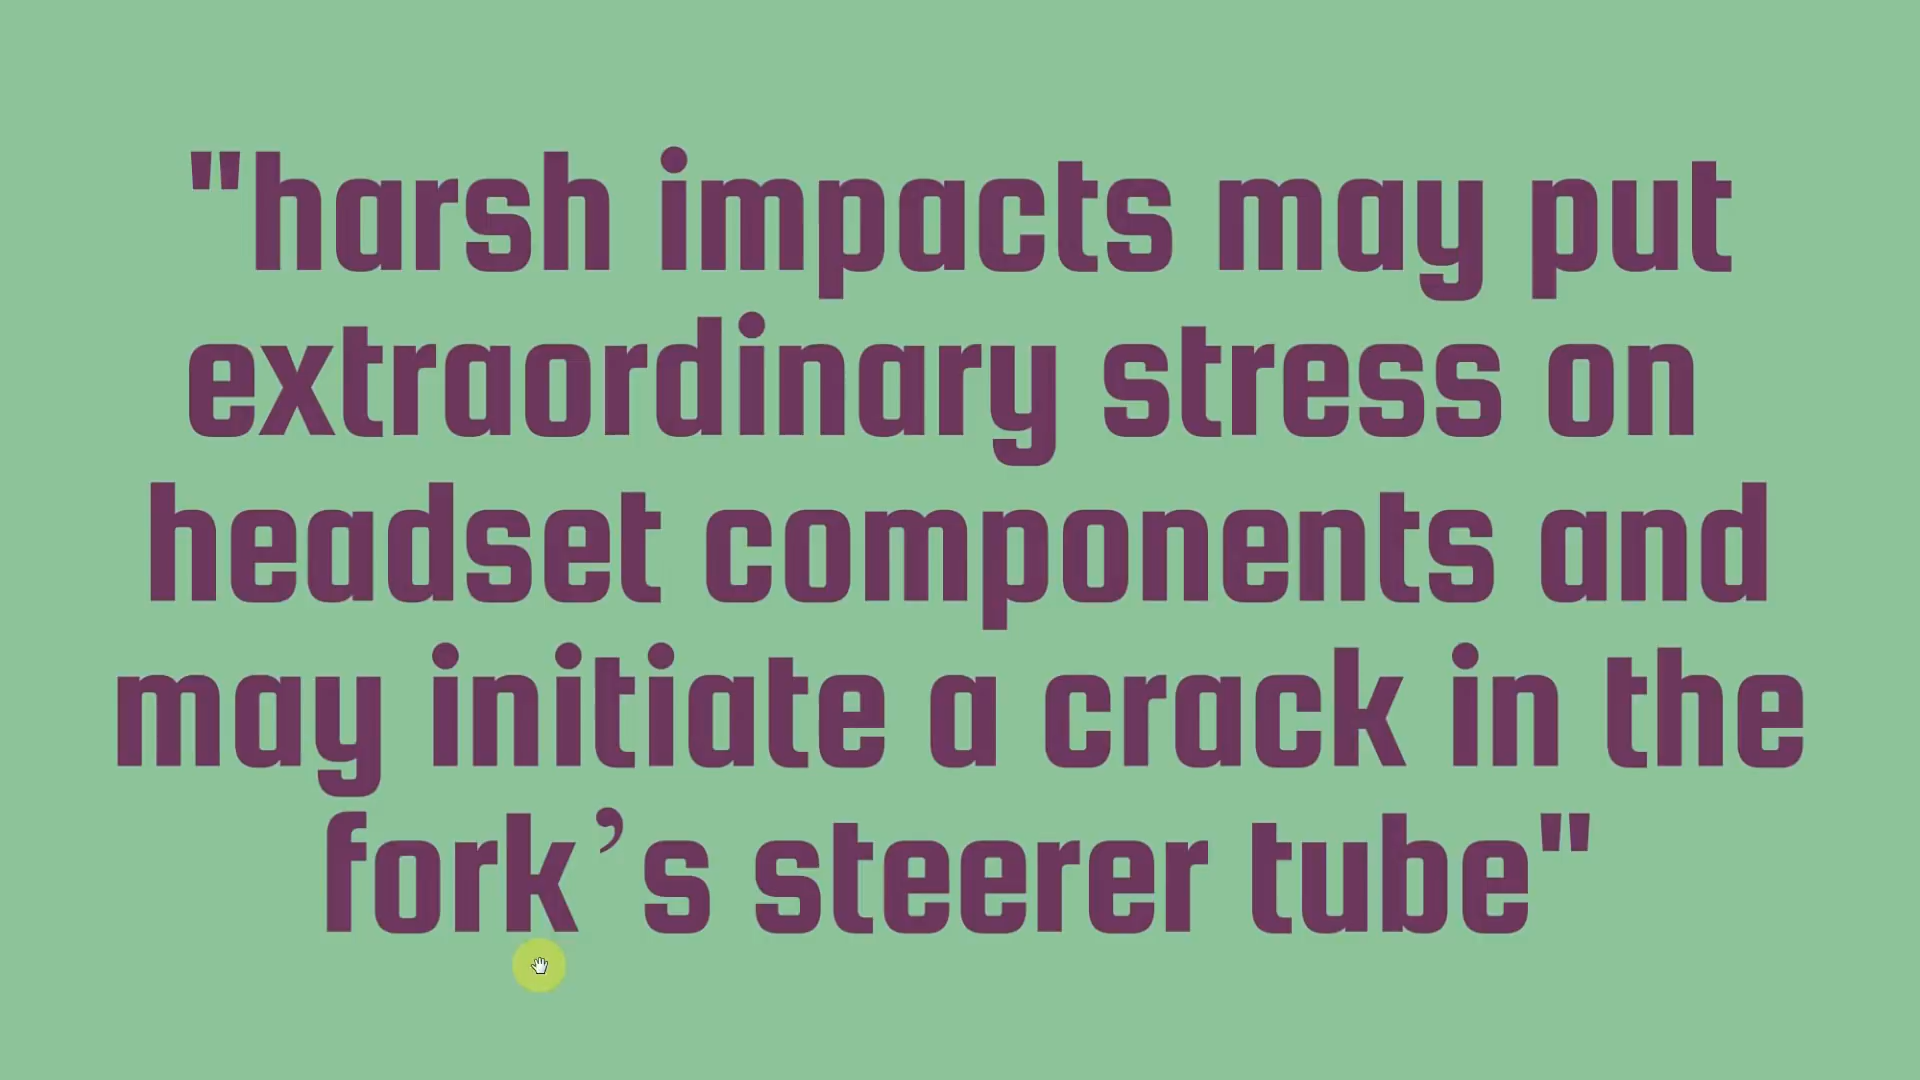 "harsh impacts may put
extraordinary stress on
headset components and
may initiate a crack in the
fork’s steerer tube"